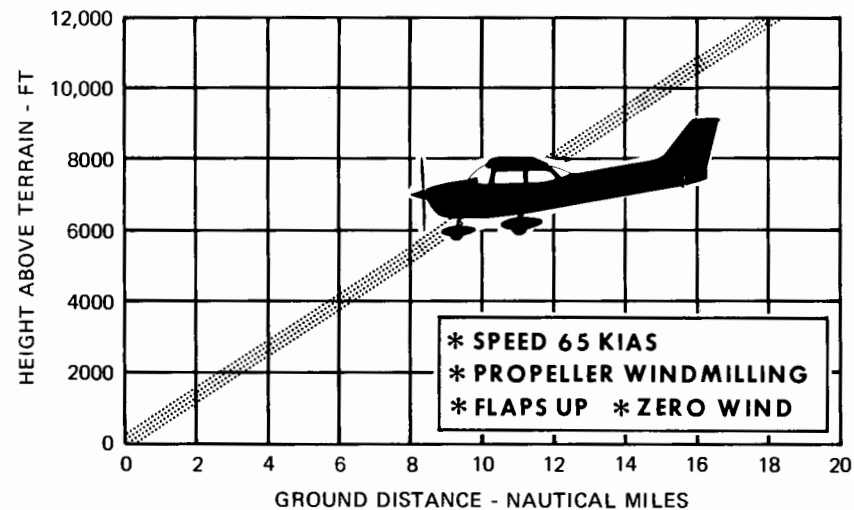 12,000
10,000
8000
6000
4000
2000
0
HEIGHT ABOVE TERRAIN - FT
* SPEED 65 KIAS
* PROPELLER WINDMILLING
* FLAPS UP * ZERO WIND
0 2 4 6 8 10 12 14 16 18 20
GROUND DISTANCE - NAUTICAL MILES